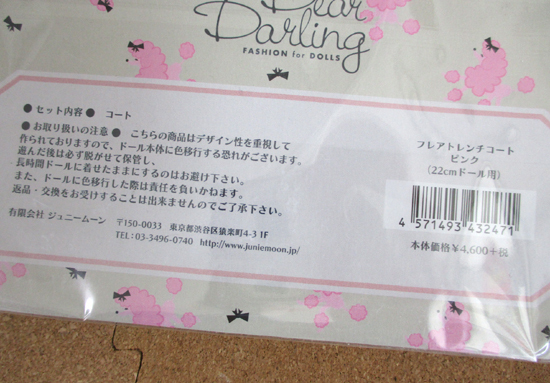 Dear
Darling
FASHION for DOLLS
●セット内容● コート
●お取り扱いの注意● こちらの商品はデザイン性を重視して
作られておりますので、ドール本体に色移行する恐れがございます。
遊んだ後は必ず脱がせて保管し、
長時間ドールに着せたままにするのはお避け下さい。
また、ドールに色移行した際は責任を負いかねます。
返品・交換をお受けすることは出来ませんのでご了承下さい。
有限会社 ジュニームーン 〒150-0033 東京都渋谷区猿楽町4-3 1F
TEL:03-3496-0740 http://www.juniemoon.jp/
フレアトレンチコート
ピンク
(22cmドール用)
4 571493 432471
本体価格￥4,600+税